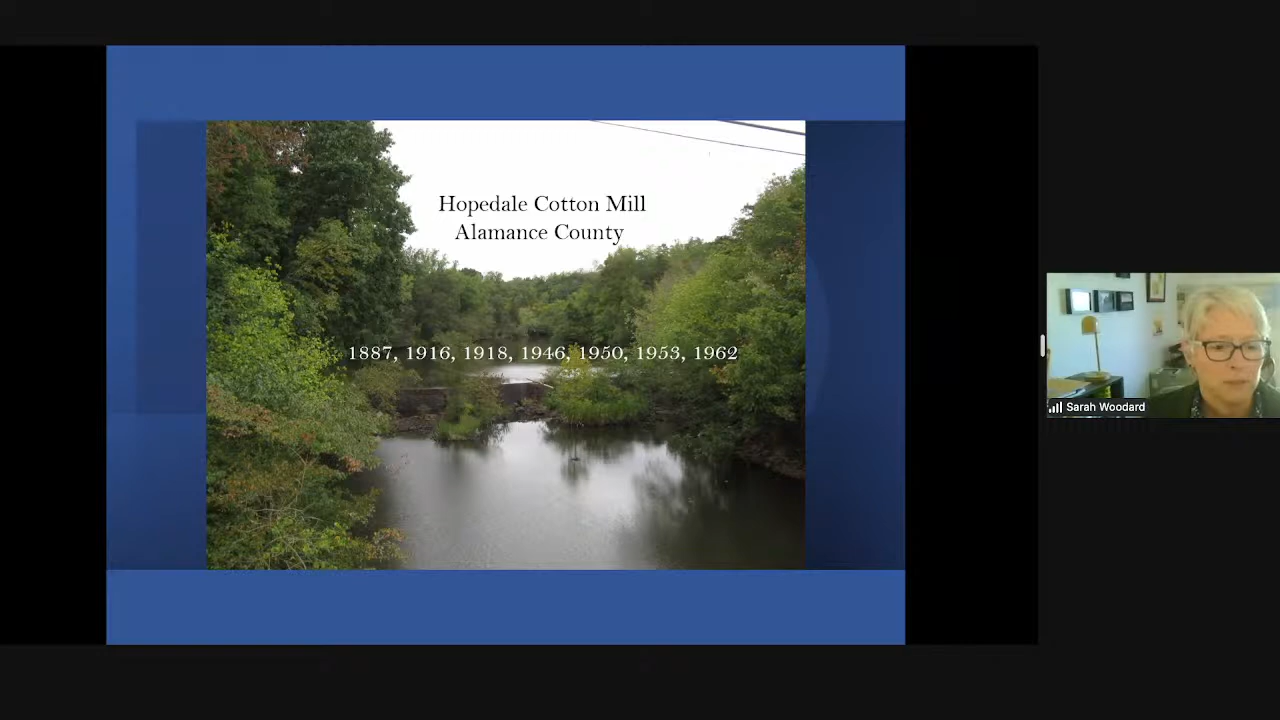 Hopedale Cotton Mill
Alamance County
1887, 1916, 1918, 1946, 1950, 1953, 1962
Sarah Woodard